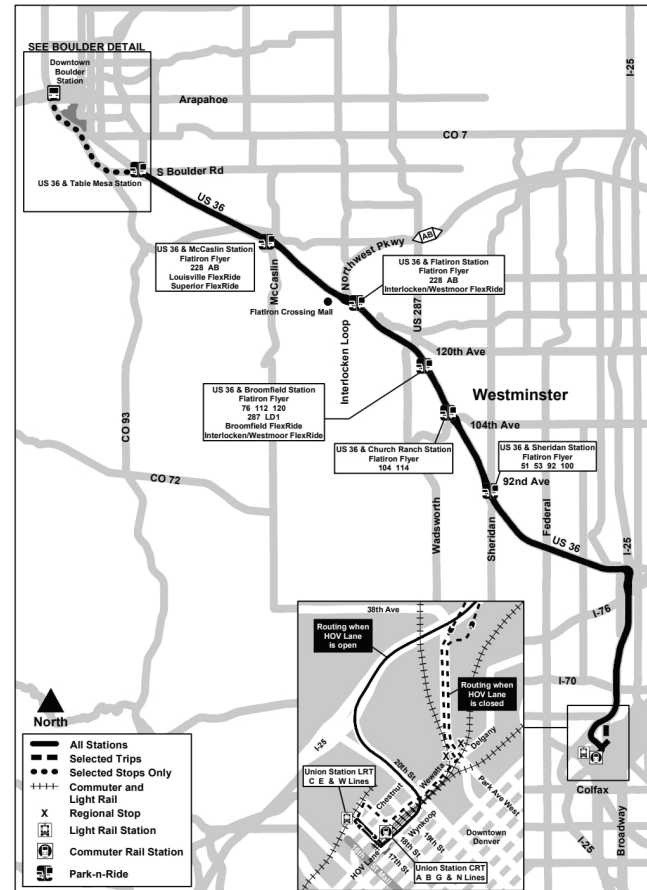 SEE BOULDER DETAIL
Downtown
Boulder
Station
Arapahoe
I-25
CO 7
S Boulder Rd
US 36 & Table Mesa Station
US 36
US 36 & McCaslin Station
Flatiron Flyer
228 AB
Louisville FlexRide
Superior FlexRide
McCaslin
Northwest Pkwy
AB
US 36 & Flatiron Station
Flatiron Flyer
228 AB
Interlocken/Westmoor FlexRide
FlatIron Crossing Mall
Interlocken Loop
US 287
120th Ave
US 36 & Broomfield Station
Flatiron Flyer
76 112 120
287 LD1
Broomfield FlexRide
Interlocken/Westmoor FlexRide
Westminster
104th Ave
US 36 & Church Ranch Station
Flatiron Flyer
104 114
US 36 & Sheridan Station
Flatiron Flyer
51 53 92 100
92nd Ave
CO 93
CO 72
Wadsworth
Sheridan
Federal
US 36
I-25
I-76
I-70
Colfax
Broadway
I-25
38th Ave
Routing when
HOV Lane
is open
Routing when
HOV Lane
is closed
I-25
20th St
Wewatta
Delgany
Chestnut
Park Ave West
Union Station LRT
C E & W Lines
Wynkoop
19th St
18th St
17th St
16th St Mall
HOV Lane
Downtown
Denver
Union Station CRT
A B G & N Lines
North
All Stations
Selected Trips
Selected Stops Only
Commuter and
Light Rail
X Regional Stop
Light Rail Station
Commuter Rail Station
Park-n-Ride